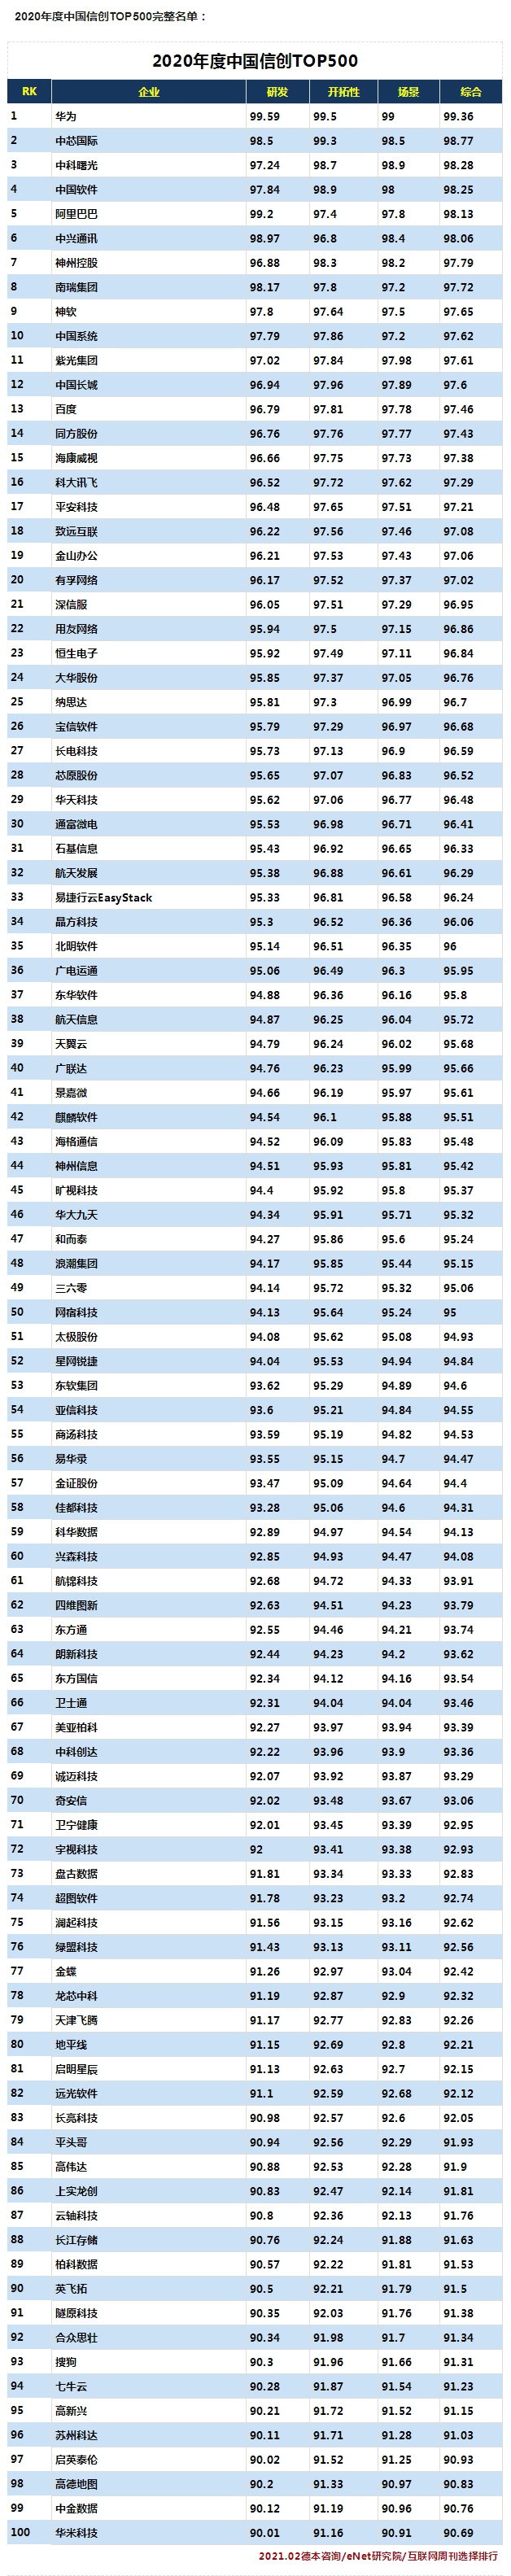 2020年度中国信创TOP500完整名单：
2020年度中国信创TOP500
RK 企业 研发 开拓性 场景 综合
1 华为 99.59 99.5 99 99.36
2 中芯国际 98.5 99.3 98.5 98.77
3 中科曙光 97.24 98.7 98.9 98.28
4 中国软件 97.84 98.9 98 98.25
5 阿里巴巴 99.2 97.4 97.8 98.13
6 中兴通讯 98.97 96.8 98.4 98.06
7 神州控股 96.88 98.3 98.2 97.79
8 南瑞集团 98.17 97.8 97.2 97.72
9 神软 97.8 97.64 97.5 97.65
10 中国系统 97.79 97.86 97.2 97.62
11 紫光集团 97.02 97.84 97.98 97.61
12 中国长城 96.94 97.96 97.89 97.6
13 百度 96.79 97.81 97.78 97.46
14 同方股份 96.76 97.76 97.77 97.43
15 海康威视 96.66 97.75 97.73 97.38
16 科大讯飞 96.52 97.72 97.62 97.29
17 平安科技 96.48 97.65 97.51 97.21
18 致远互联 96.22 97.56 97.46 97.08
19 金山办公 96.21 97.53 97.43 97.06
20 有孚网络 96.17 97.52 97.37 97.02
21 深信服 96.05 97.51 97.29 96.95
22 用友网络 95.94 97.5 97.15 96.86
23 恒生电子 95.92 97.49 97.11 96.84
24 大华股份 95.85 97.37 97.05 96.76
25 纳思达 95.81 97.3 96.99 96.7
26 宝信软件 95.79 97.29 96.97 96.68
27 长电科技 95.73 97.13 96.9 96.59
28 芯原股份 95.65 97.07 96.83 96.52
29 华天科技 95.62 97.06 96.77 96.48
30 通富微电 95.53 96.98 96.71 96.41
31 石基信息 95.43 96.92 96.65 96.33
32 航天发展 95.38 96.88 96.61 96.29
33 易捷行云EasyStack 95.33 96.81 96.58 96.24
34 晶方科技 95.3 96.52 96.36 96.06
35 北明软件 95.14 96.51 96.35 96
36 广电运通 95.06 96.49 96.3 95.95
37 东华软件 94.88 96.36 96.16 95.8
38 航天信息 94.87 96.25 96.04 95.72
39 天翼云 94.79 96.24 96.02 95.68
40 广联达 94.76 96.23 95.99 95.66
41 景嘉微 94.66 96.19 95.97 95.61
42 麒麟软件 94.54 96.1 95.88 95.51
43 海格通信 94.52 96.09 95.83 95.48
44 神州信息 94.51 95.93 95.81 95.42
45 旷视科技 94.4 95.92 95.8 95.37
46 华大九天 94.34 95.91 95.71 95.32
47 和而泰 94.27 95.86 95.6 95.24
48 浪潮集团 94.17 95.85 95.44 95.15
49 三六零 94.14 95.72 95.32 95.06
50 网宿科技 94.13 95.64 95.24 95
51 太极股份 94.08 95.62 95.08 94.93
52 星网锐捷 94.04 95.53 94.94 94.84
53 东软集团 93.62 95.29 94.89 94.6
54 亚信科技 93.6 95.21 94.84 94.55
55 商汤科技 93.59 95.19 94.82 94.53
56 易华录 93.55 95.15 94.7 94.47
57 金证股份 93.47 95.09 94.64 94.4
58 佳都科技 93.28 95.06 94.6 94.31
59 科华数据 92.89 94.97 94.54 94.13
60 兴森科技 92.85 94.93 94.47 94.08
61 航锦科技 92.68 94.72 94.33 93.91
62 四维图新 92.63 94.51 94.23 93.79
63 东方通 92.55 94.46 94.21 93.74
64 朗新科技 92.44 94.23 94.2 93.62
65 东方国信 92.34 94.12 94.16 93.54
66 卫士通 92.31 94.04 94.04 93.46
67 美亚柏科 92.27 93.97 93.94 93.39
68 中科创达 92.22 93.96 93.9 93.36
69 诚迈科技 92.07 93.92 93.87 93.29
70 奇安信 92.02 93.48 93.67 93.06
71 卫宁健康 92.01 93.45 93.39 92.95
72 宇视科技 92 93.41 93.38 92.93
73 盘古数据 91.81 93.34 93.33 92.83
74 超图软件 91.78 93.23 93.2 92.74
75 澜起科技 91.56 93.15 93.16 92.62
76 绿盟科技 91.43 93.13 93.11 92.56
77 金蝶 91.26 92.97 93.04 92.42
78 龙芯中科 91.19 92.87 92.9 92.32
79 天津飞腾 91.17 92.77 92.83 92.26
80 地平线 91.15 92.69 92.8 92.21
81 启明星辰 91.13 92.63 92.7 92.15
82 远光软件 91.1 92.59 92.68 92.12
83 长亮科技 90.98 92.57 92.6 92.05
84 平头哥 90.94 92.56 92.29 91.93
85 高伟达 90.88 92.53 92.28 91.9
86 上实龙创 90.83 92.47 92.14 91.81
87 云轴科技 90.8 92.36 92.13 91.76
88 长江存储 90.76 92.24 91.88 91.63
89 柏科数据 90.57 92.22 91.81 91.53
90 英飞拓 90.5 92.21 91.79 91.5
91 隧原科技 90.35 92.03 91.76 91.38
92 合众思壮 90.34 91.98 91.7 91.34
93 搜狗 90.3 91.96 91.66 91.31
94 七牛云 90.28 91.87 91.54 91.23
95 高新兴 90.21 91.72 91.52 91.15
96 苏州科达 90.11 91.71 91.28 91.03
97 启英泰伦 90.02 91.52 91.25 90.93
98 高德地图 90.2 91.33 90.97 90.83
99 中金数据 90.12 91.19 90.96 90.76
100 华米科技 90.01 91.16 90.91 90.69
2021.02德本咨询/eNet研究院/互联网周刊选择排行